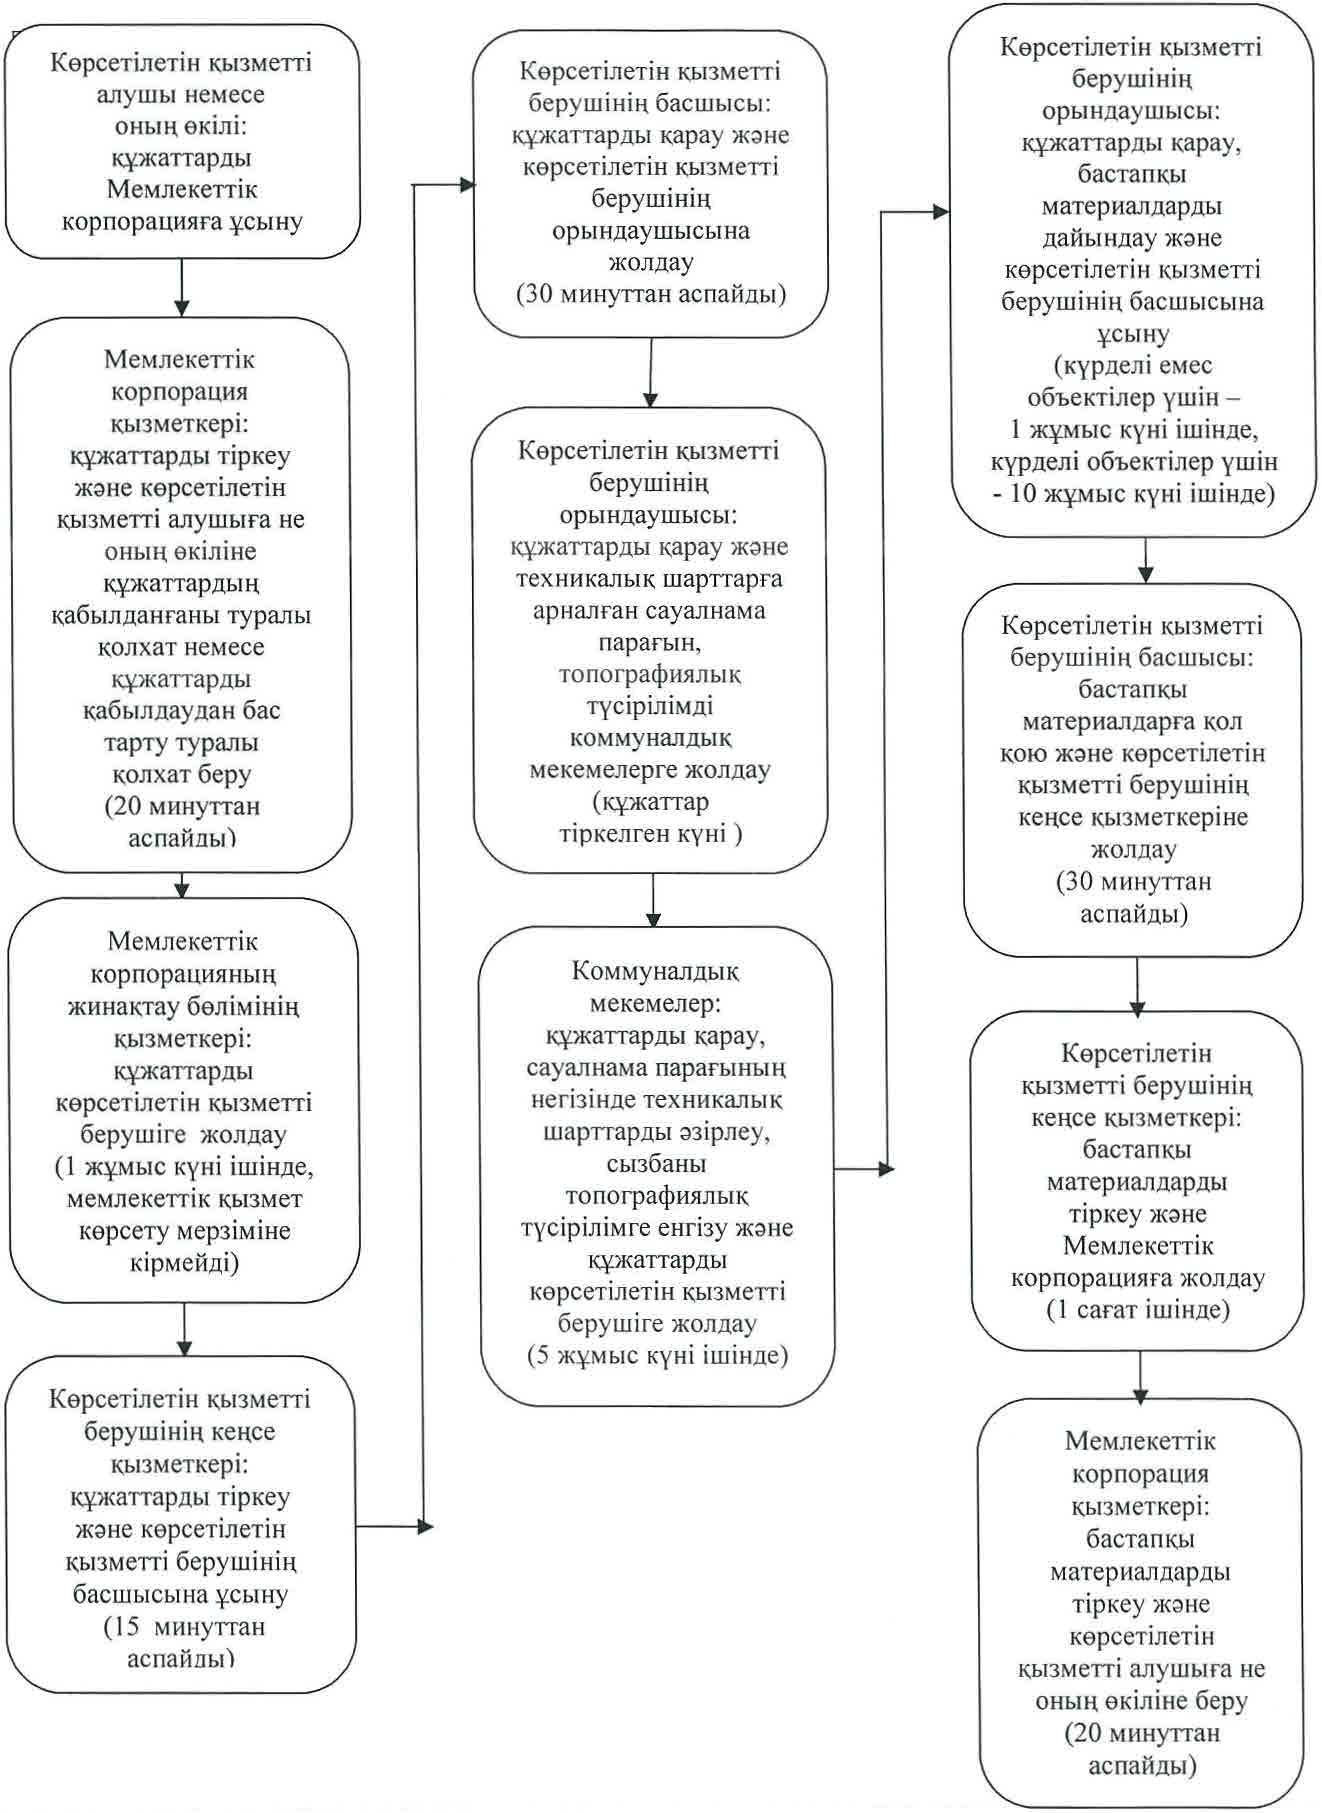 Көрсетілетін қызметті
алушы немесе
оның өкілі:
құжаттарды
Мемлекеттік
корпорацияға ұсыну
Мемлекеттік
корпорация
қызметкері:
құжаттарды тіркеу
және көрсетілетін
қызметті алушыға не
оның өкіліне
құжаттардың
қабылданғаны туралы
қолхат немесе
құжаттарды
қабылдаудан бас
тарту туралы
қолхат беру
(20 минуттан
аспайды)
Мемлекеттік
корпорацияның
жинақтау бөлімінің
қызметкері:
құжаттарды
көрсетілетін қызметті
берушіге жолдау
(1 жұмыс күні ішінде,
мемлекеттік қызмет
көрсету мерзіміне
кірмейді)
Көрсетілетін қызметті
берушінің кеңсе
қызметкері:
құжаттарды тіркеу
және көрсетілетін
қызметті берушінің
басшысына ұсыну
(15 минуттан
аспайды)
Көрсетілетін қызметті
берушінің басшысы:
құжаттарды қарау және
көрсетілетін қызметті
берушінің
орындаушысына
жолдау
(30 минуттан аспайды)
Көрсетілетін қызметті
берушінің
орындаушысы:
құжаттарды қарау және
техникалық шарттарға
арналған сауалнама
парағын,
топографиялық
түсірілімді
коммуналдық
мекемелерге жолдау
(құжаттар
тіркелген күні )
Коммуналдық
мекемелер:
құжаттарды қарау,
сауалнама парағының
негізінде техникалық
шарттарды әзірлеу,
сызбаны
топографиялық
түсірілімге енгізу және
құжаттарды
көрсетілетін қызметті
берушіге жолдау
(5 жұмыс күні ішінде)
Көрсетілетін қызметті
берушінің
орындаушысы:
құжаттарды қарау,
бастапқы
материалдарды
дайындау және
көрсетілетін қызметті
берушінің басшысына
ұсыну
(күрделі емес
объектілер үшін –
1 жұмыс күні ішінде,
күрделі объектілер үшін
- 10 жұмыс күні ішінде)
Көрсетілетін қызметті
берушінің басшысы:
бастапқы
материалдарға қол
қою және көрсетілетін
қызметті берушінің
кеңсе қызметкеріне
жолдау
(30 минуттан
аспайды)
Көрсетілетін
қызметті берушінің
кеңсе қызметкері:
бастапқы
материалдарды
тіркеу және
Мемлекеттік
корпорацияға жолдау
(1 сағат ішінде)
Мемлекеттік
корпорация
қызметкері:
бастапқы
материалдарды
тіркеу және
көрсетілетін
қызметті алушыға не
оның өкіліне беру
(20 минуттан
аспайды)